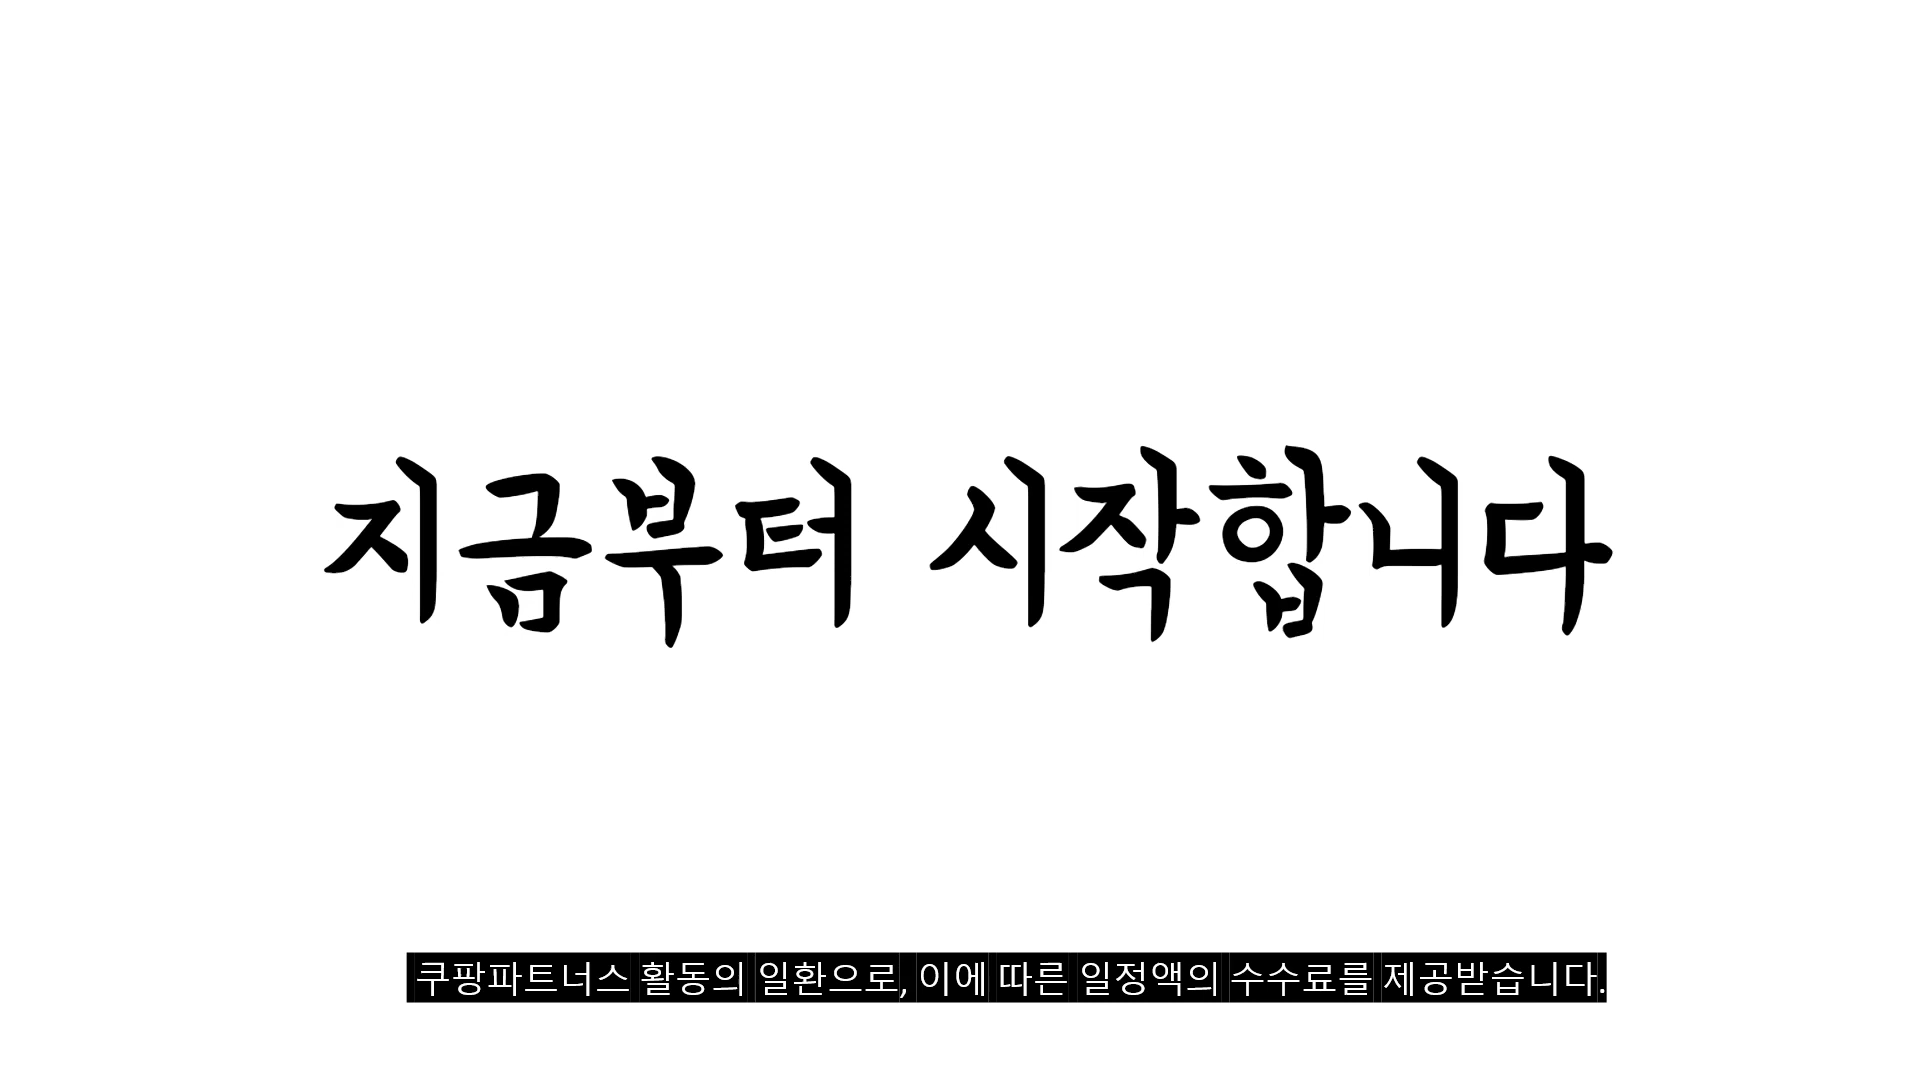 지금부터 시작합니다
쿠팡파트너스 활동의 일환으로, 이에 따른 일정액의 수수료를 제공받습니다.